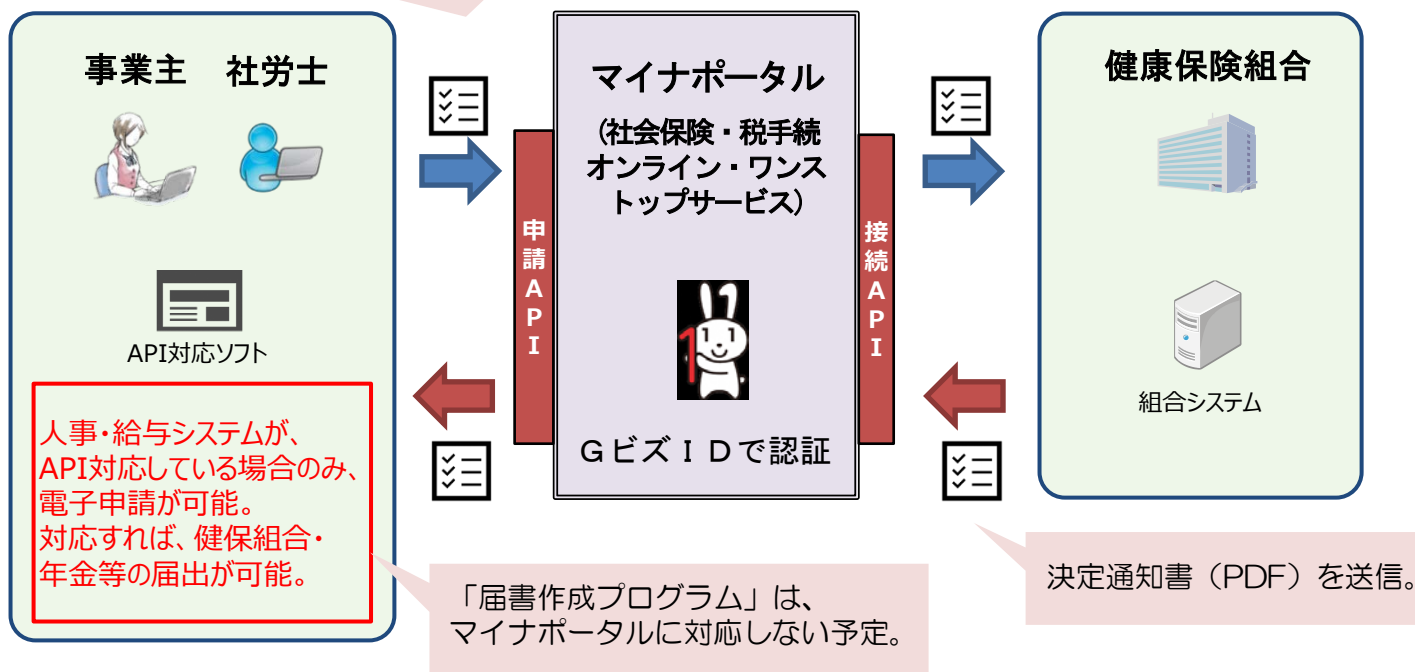 事業主 社労士
API対応ソフト
人事・給与システムが、
API対応している場合のみ、
電子申請が可能。
対応すれば、健保組合・
年金等の届出が可能。
申請API
マイナポータル
(社会保険・税手続
オンライン・ワンス
トップサービス)
GビズIDで認証
接続API
健康保険組合
組合システム
「届書作成プログラム」は、
マイナポータルに対応しない予定。
決定通知書（PDF）を送信。